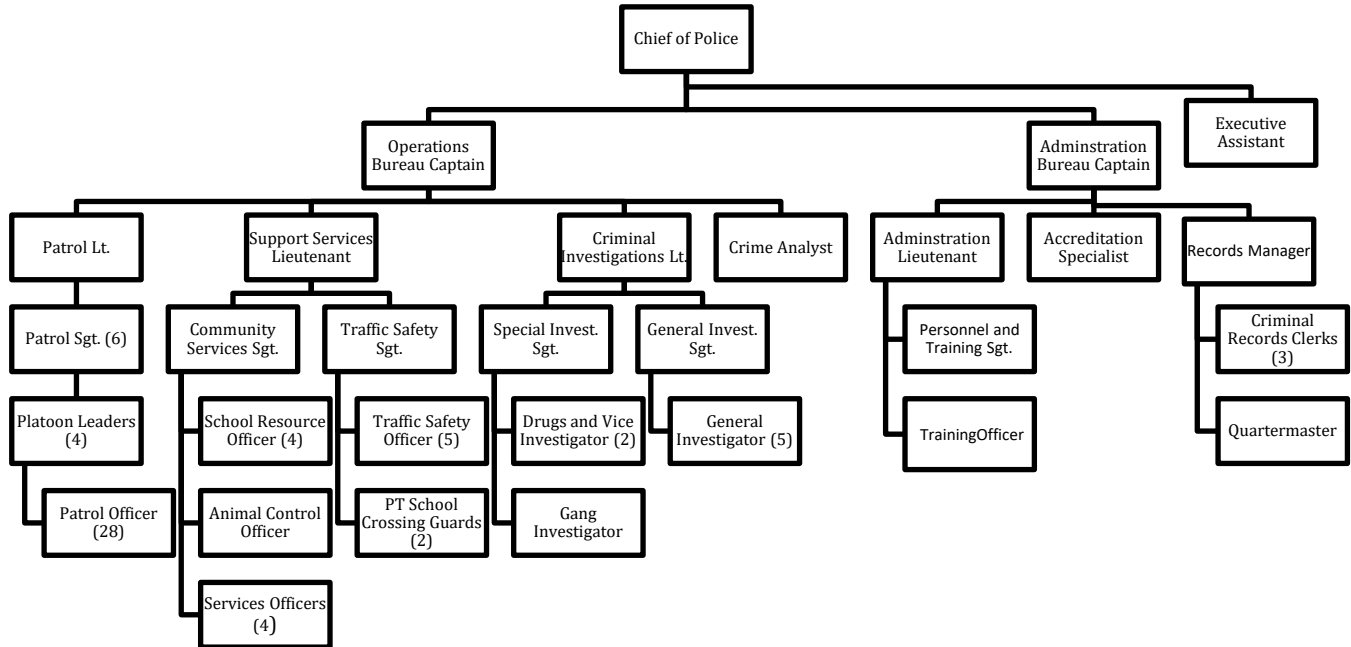 Chief of Police
Executive
Assistant
Operations
Bureau Captain
Adminstration
Bureau Captain
Patrol Lt.
Support Services
Lieutenant
Criminal
Investigations Lt.
Crime Analyst
Adminstration
Lieutenant
Accreditation
Specialist
Records Manager
Patrol Sgt. (6)
Community
Services Sgt.
Traffic Safety
Sgt.
Special Invest.
Sgt.
General Invest.
Sgt.
Personnel and
Training Sgt.
Criminal
Records Clerks
(3)
Platoon Leaders
(4)
School Resource
Officer (4)
Traffic Safety
Officer (5)
Drugs and Vice
Investigator (2)
General
Investigator (5)
TrainingOfficer
Quartermaster
Patrol Officer
(28)
Animal Control
Officer
PT School
Crossing Guards
(2)
Gang
Investigator
Services Officers
(4)